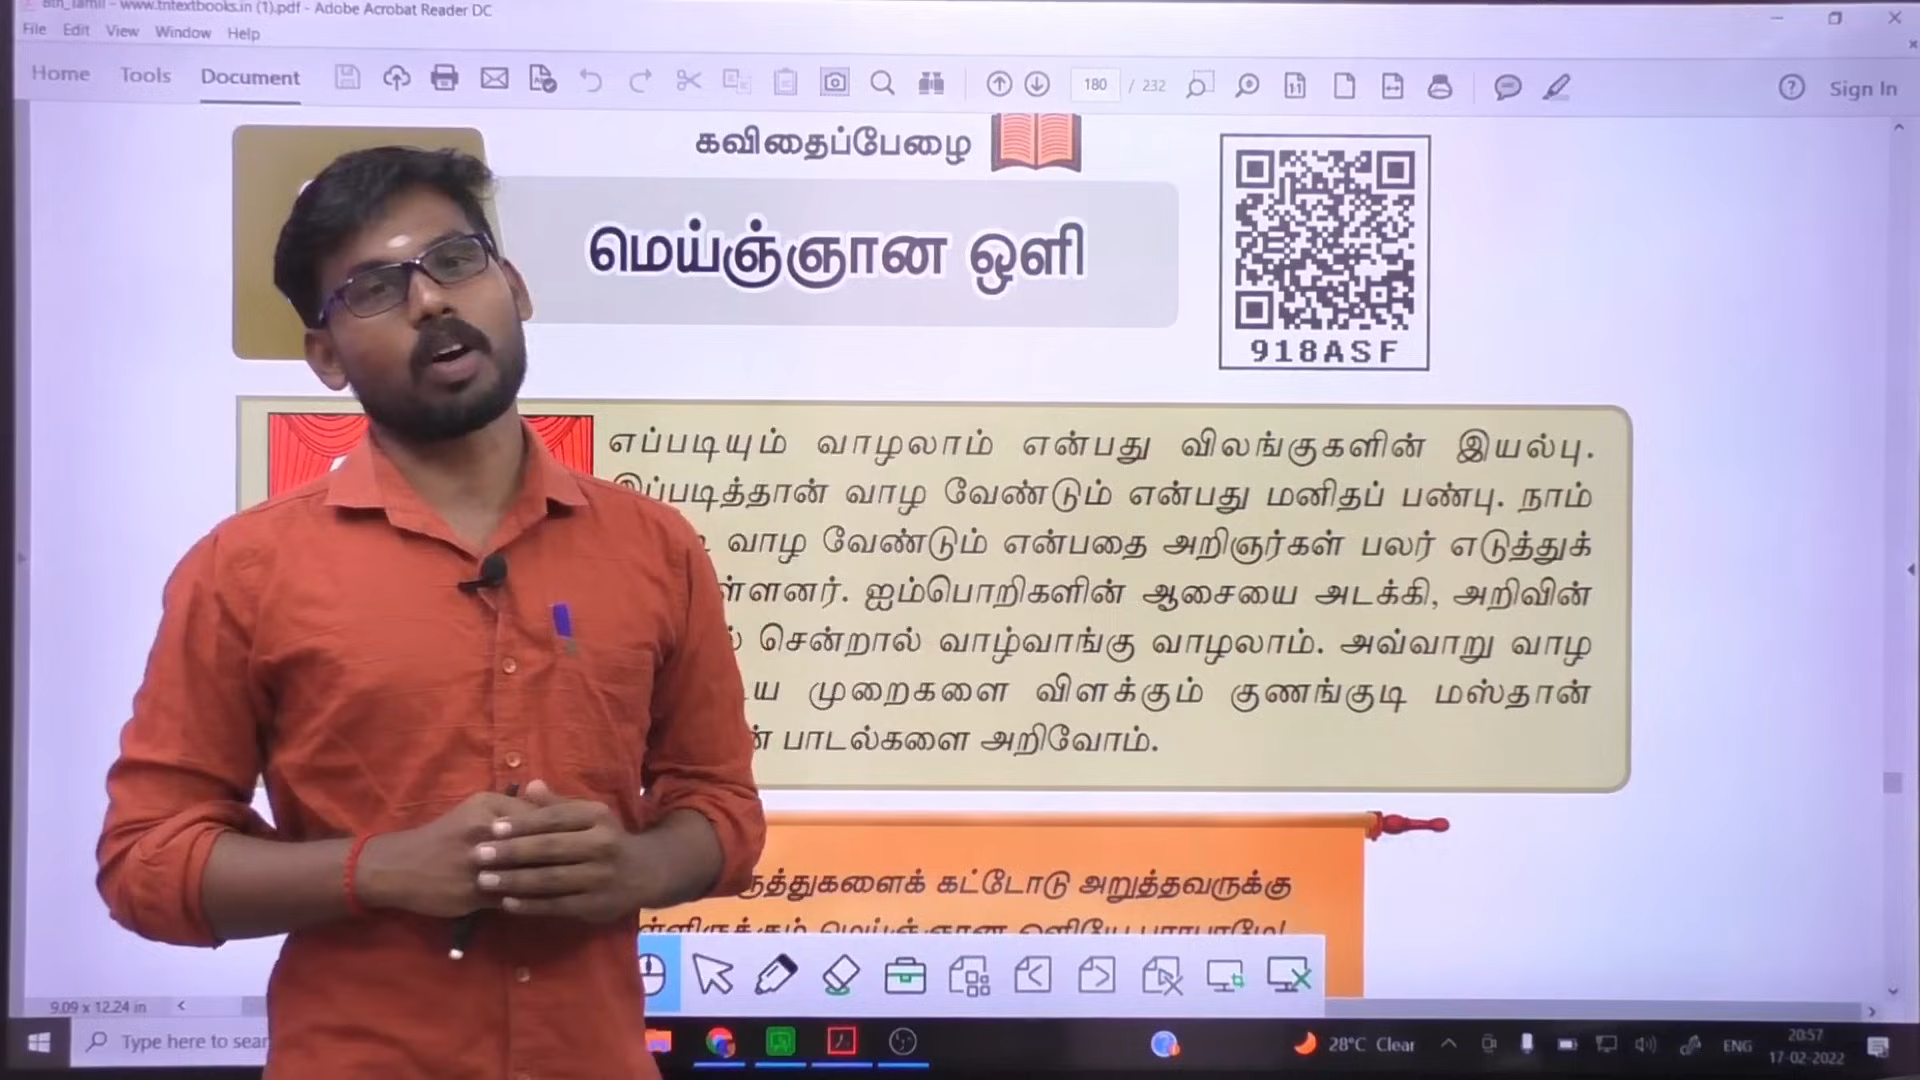 8th_Tamil - www.tntextbooks.in (1).pdf - Adobe Acrobat Reader DC
File Edit View Window Help
Home Tools Document 180 / 232 Sign In
கவிதைப்பேழை
மெய்ஞ்ஞான ஒளி
918ASF
எப்படியும் வாழலாம் என்பது விலங்குகளின் இயல்பு.
இப்படித்தான் வாழ வேண்டும் என்பது மனிதப் பண்பு. நாம்
வாழ வேண்டும் என்பதை அறிஞர்கள் பலர் எடுத்துக்
ள்ளனர். ஐம்பொறிகளின் ஆசையை அடக்கி, அறிவின்
சென்றால் வாழ்வாங்கு வாழலாம். அவ்வாறு வாழ
ய முறைகளை விளக்கும் குணங்குடி மஸ்தான்
ன் பாடல்களை அறிவோம்.
ருத்துகளைக் கட்டோடு அறுத்தவருக்கு
ள்ளிருக்கும் மெய்ஞ்ஞான ஒளியே பராபரமே!
9.09 x 12.24 in
Type here to sear
28°C Clear
ENG
20:57
17-02-2022